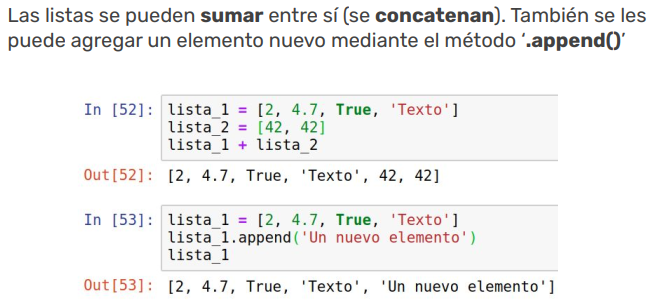 Las listas se pueden sumar entre sí (se concatenan). También se les
puede agregar un elemento nuevo mediante el método ‘.append()’
In [52]: lista_1 = [2, 4.7, True, 'Texto']
lista_2 = [42, 42]
lista_1 + lista_2
Out[52]: [2, 4.7, True, 'Texto', 42, 42]
In [53]: lista_1 = [2, 4.7, True, 'Texto']
lista_1.append('Un nuevo elemento')
lista_1
Out[53]: [2, 4.7, True, 'Texto', 'Un nuevo elemento']